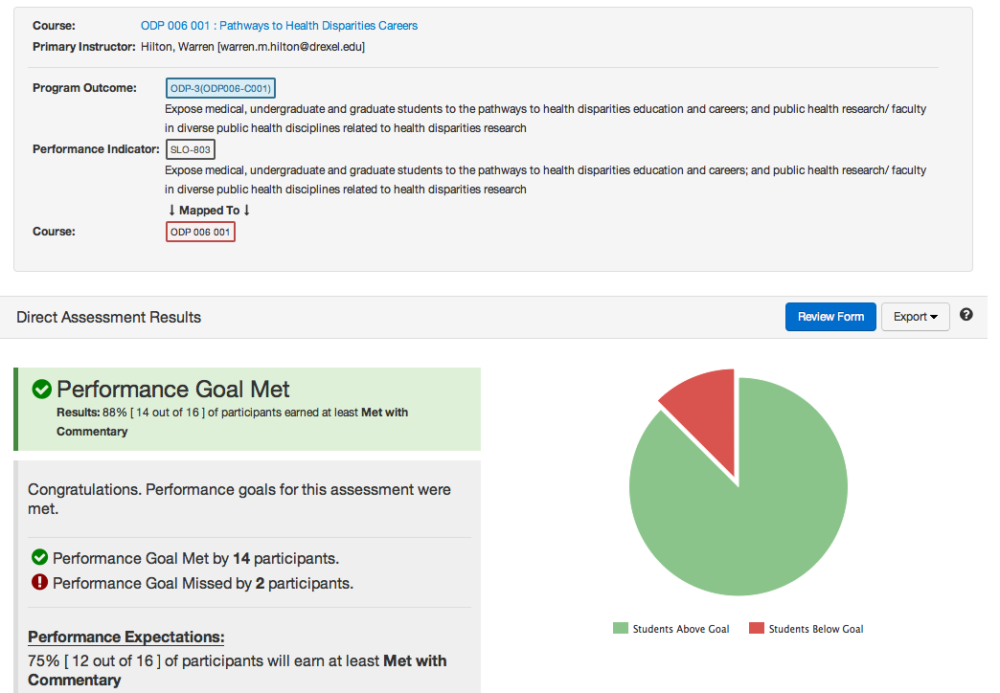 Course: ODP 006 001 : Pathways to Health Disparities Careers
Primary Instructor: Hilton, Warren [warren.m.hilton@drexel.edu]
Program Outcome: ODP-3(ODP006-C001)
Expose medical, undergraduate and graduate students to the pathways to health disparities education and careers; and public health research/ faculty
in diverse public health disciplines related to health disparities research
Performance Indicator: SLO-803
Expose medical, undergraduate and graduate students to the pathways to health disparities education and careers; and public health research/ faculty
in diverse public health disciplines related to health disparities research
↓ Mapped To ↓
Course: ODP 006 001
Direct Assessment Results
Review Form
Export
?
Performance Goal Met
Results: 88% [ 14 out of 16 ] of participants earned at least Met with
Commentary
Congratulations. Performance goals for this assessment were
met.
Performance Goal Met by 14 participants.
Performance Goal Missed by 2 participants.
Performance Expectations:
75% [ 12 out of 16 ] of participants will earn at least Met with
Commentary
Students Above Goal
Students Below Goal